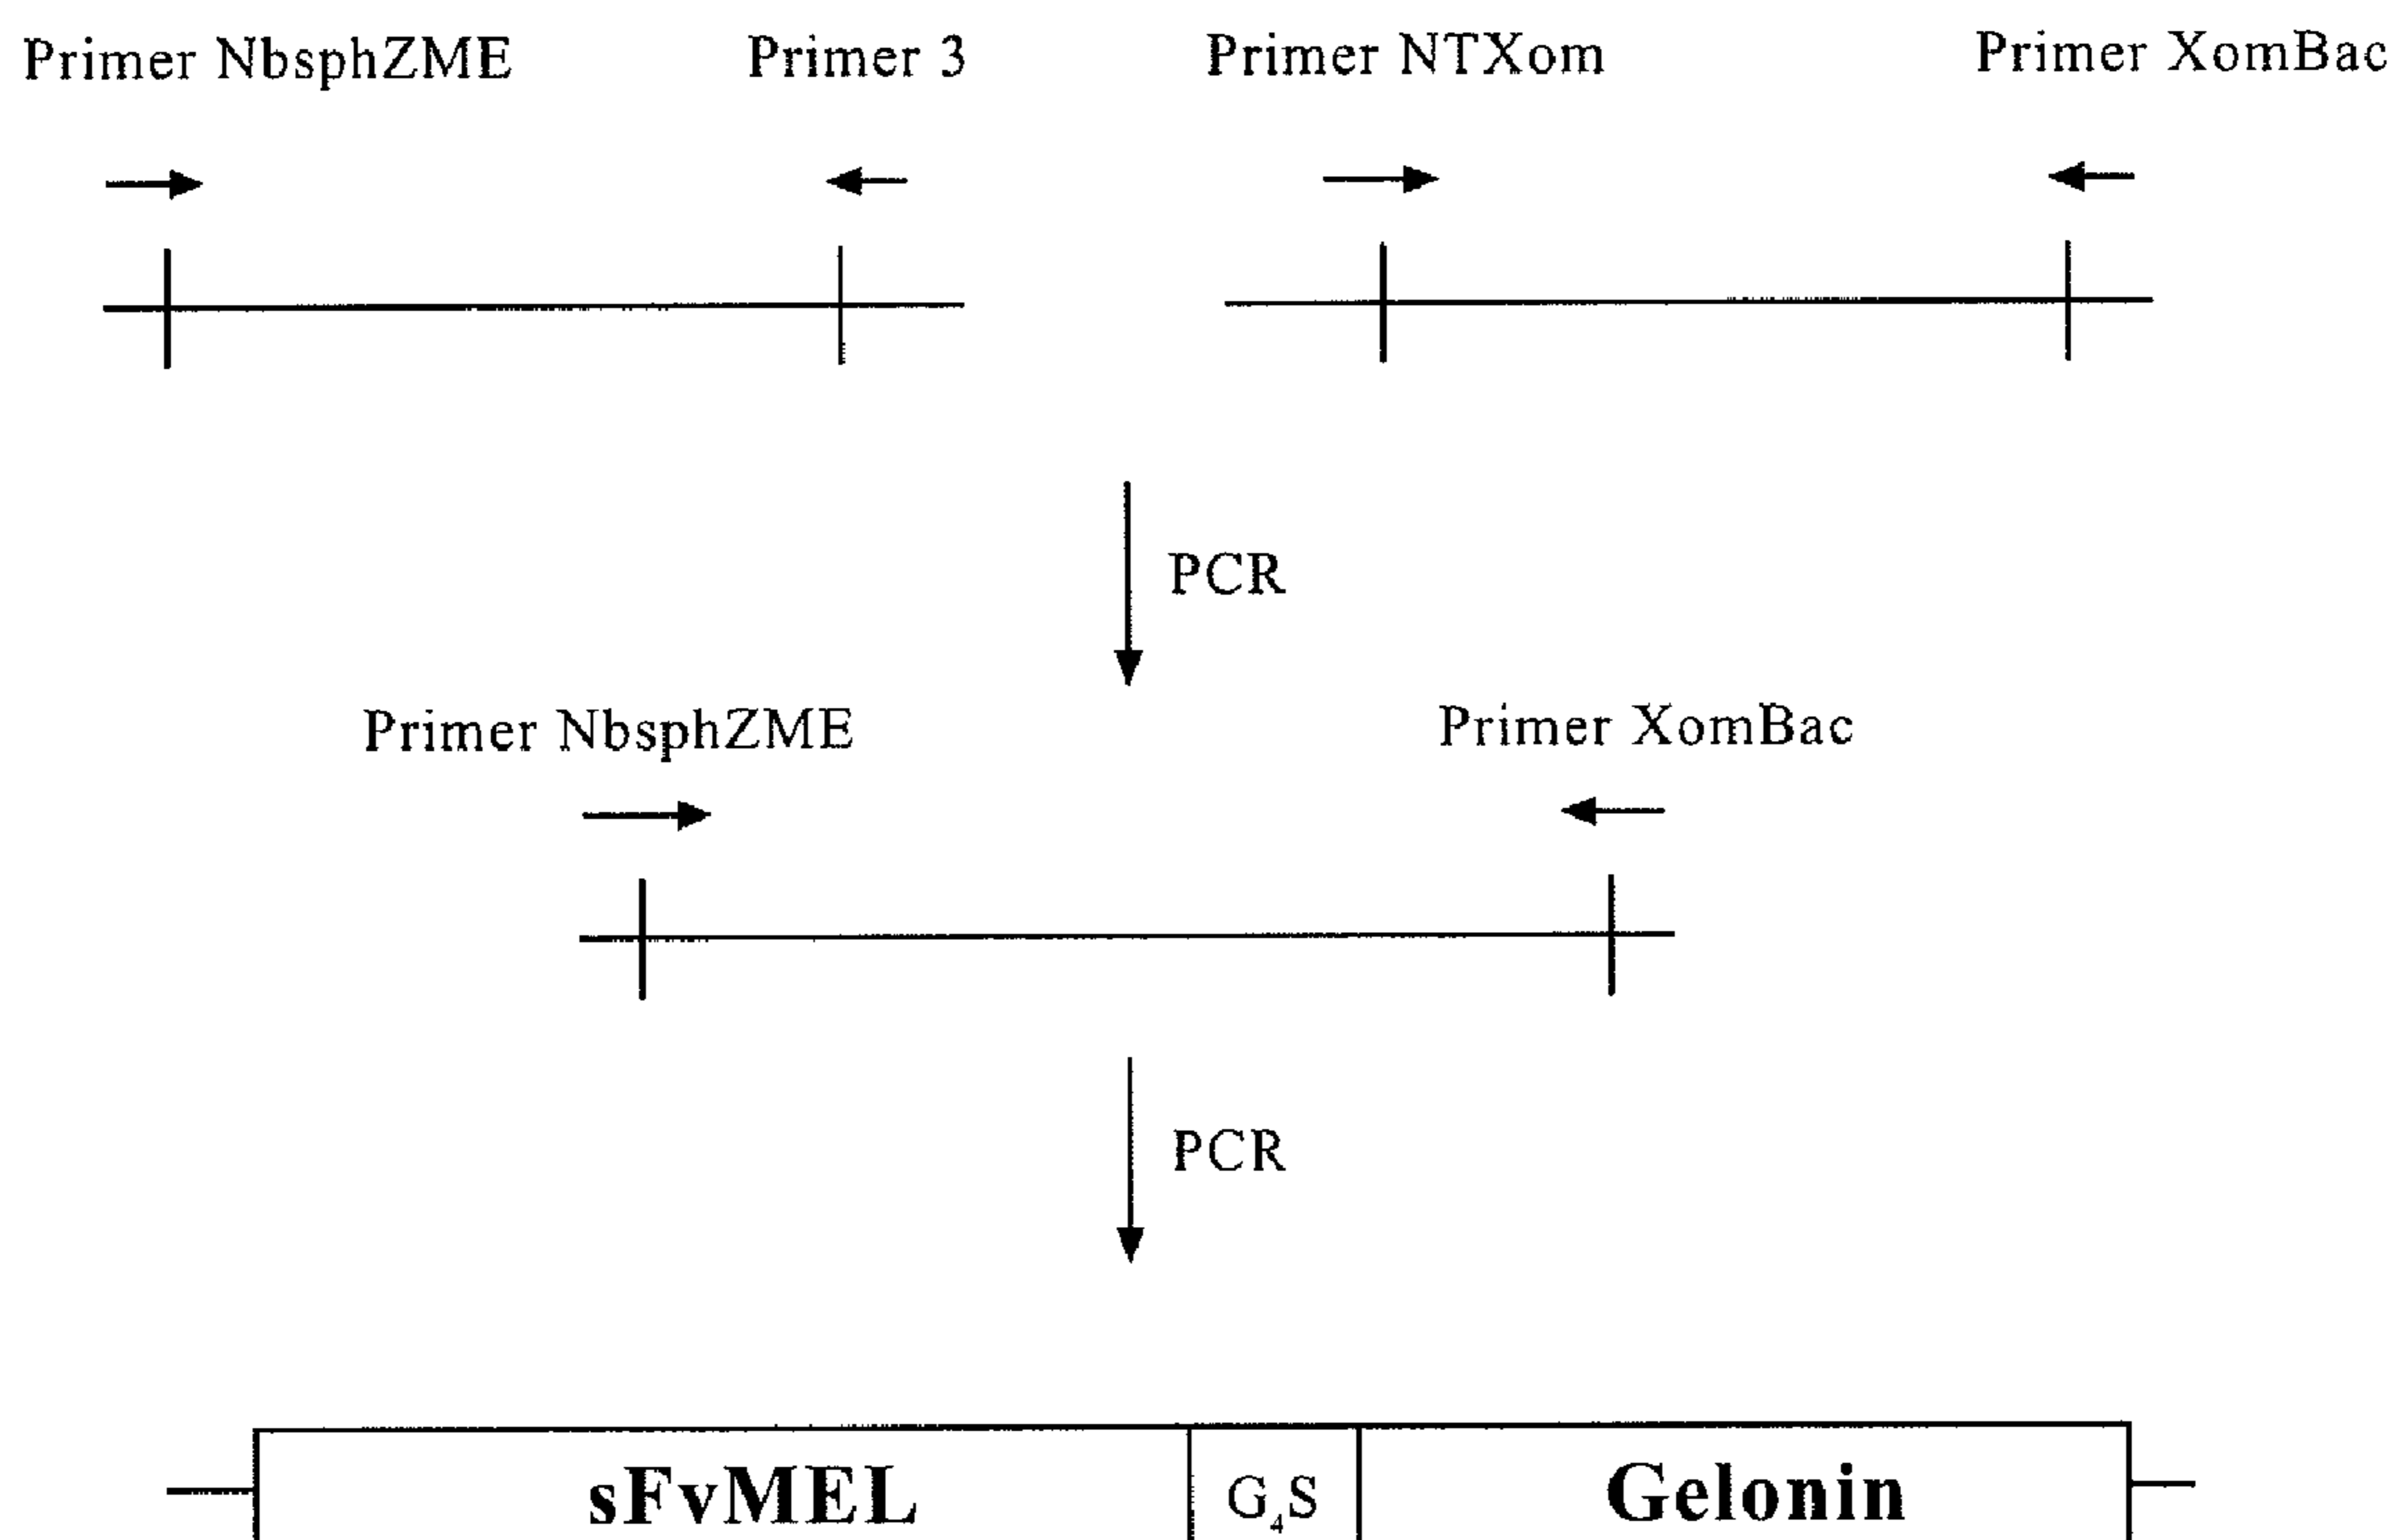 Primer NbsphZME Primer 3 Primer NTXom Primer XomBac
PCR
Primer NbsphZME Primer XomBac
PCR
sFvMEL G₄S Gelonin